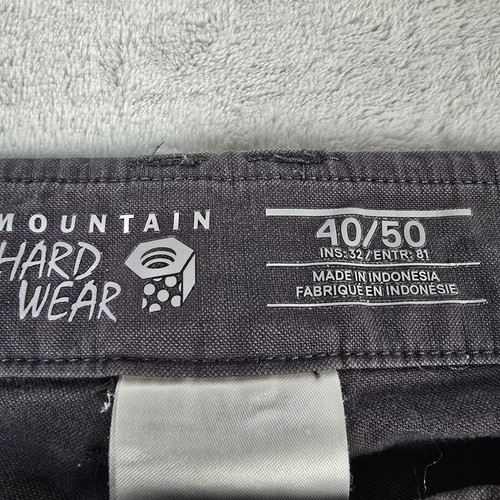 MOUNTAIN
HARD
WEAR
40/50
INS: 32 / ENTR: 81
MADE IN INDONESIA
FABRIQUÉ EN INDONÉSIE